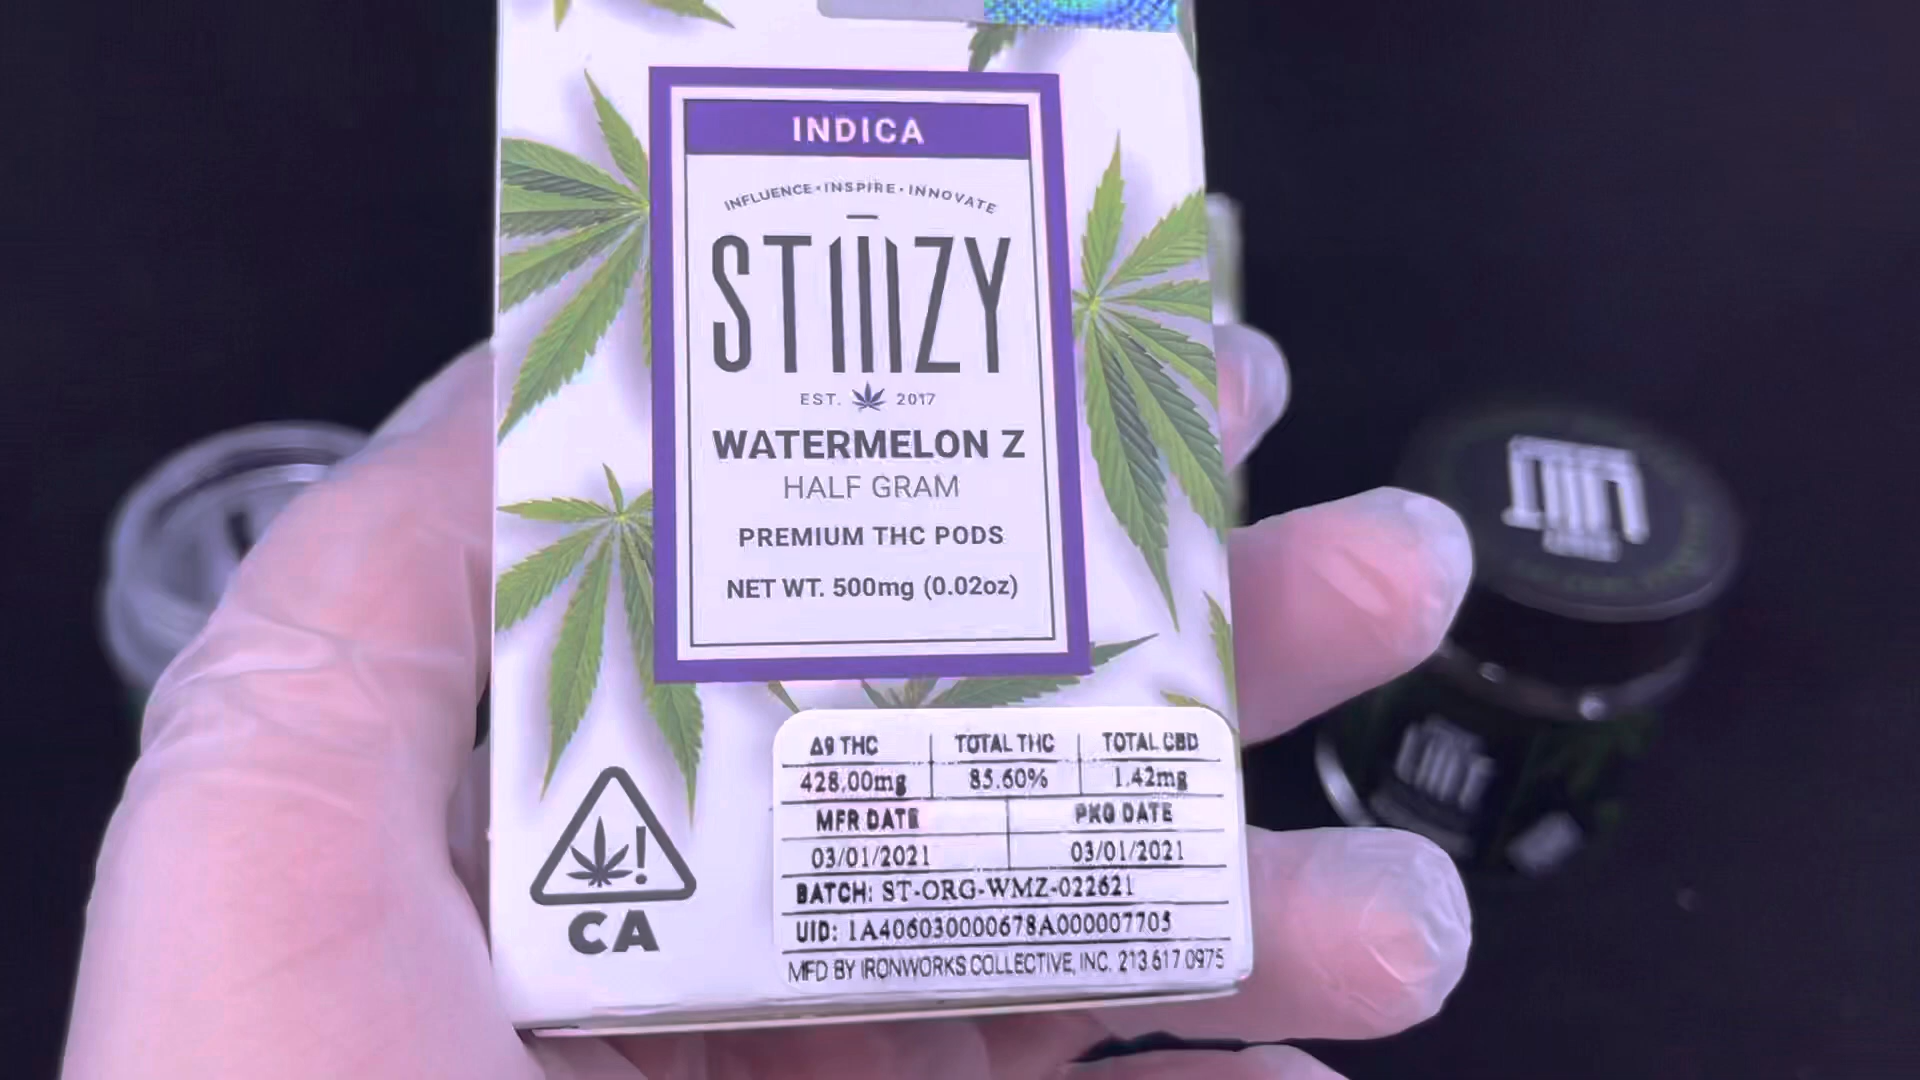 INDICA
INFLUENCE • INSPIRE • INNOVATE
STIIIZY
EST. 2017
WATERMELON Z
HALF GRAM
PREMIUM THC PODS
NET WT. 500mg (0.02oz)
Δ9 THC TOTAL THC TOTAL CBD
428.00mg 85.60% 1.42mg
MFR DATE PKG DATE
03/01/2021 03/01/2021
BATCH: ST-ORG-WMZ-022621
UID: 1A406030000678A000007705
MFD BY IRONWORKS COLLECTIVE, INC. 213.617.0975
!
CA